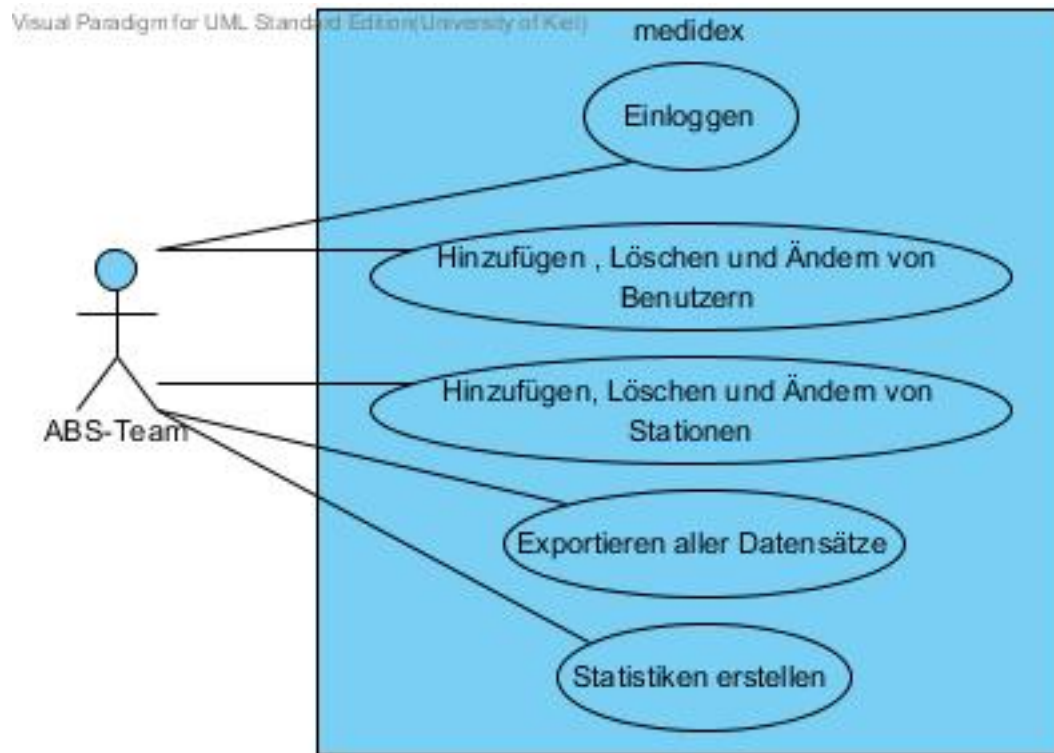 Visual Paradigm for UML Standard Edition(University of Kiel)
medidex
Einloggen
Hinzufügen , Löschen und Ändern von
Benutzern
Hinzufügen, Löschen und Ändern von
Stationen
ABS-Team
Exportieren aller Datensätze
Statistiken erstellen